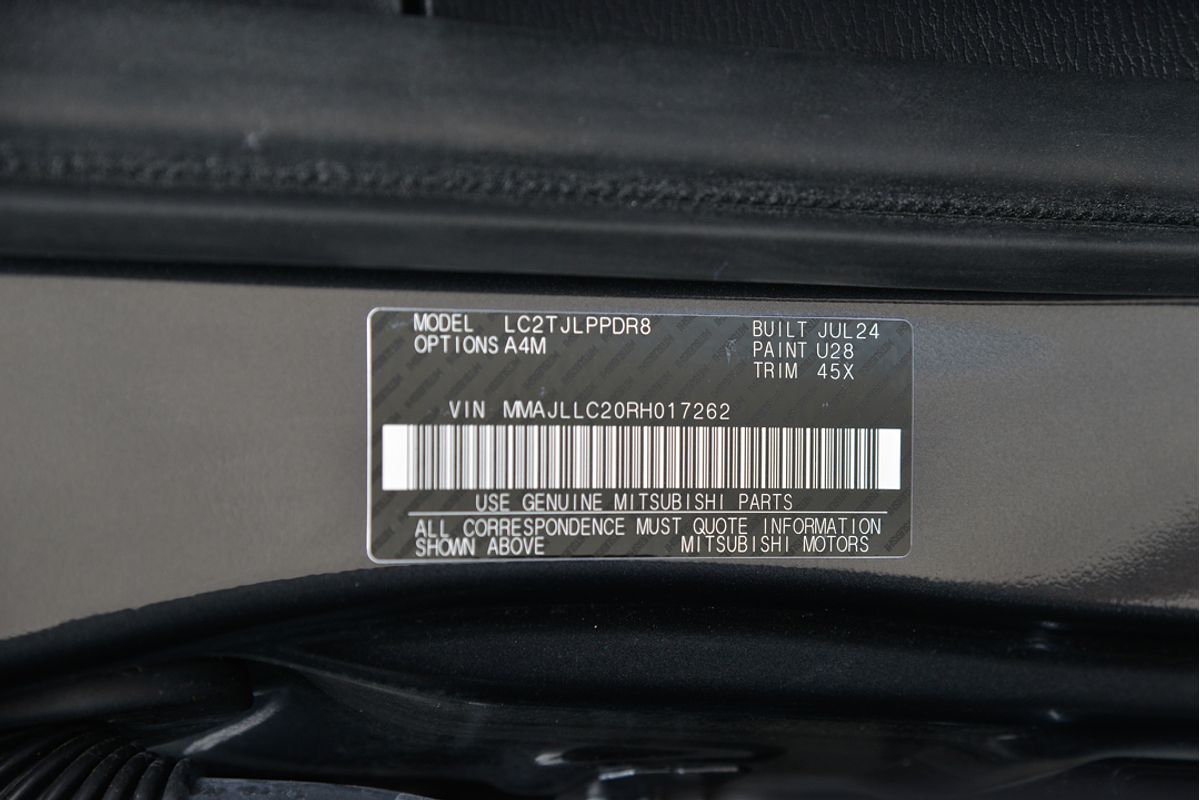 MODEL LC2TJLPPDR8 BUILT JUL24
OPTIONS A4M PAINT U28
TRIM 45X
VIN MMAJLLC20RH017262
USE GENUINE MITSUBISHI PARTS
ALL CORRESPONDENCE MUST QUOTE INFORMATION
SHOWN ABOVE MITSUBISHI MOTORS